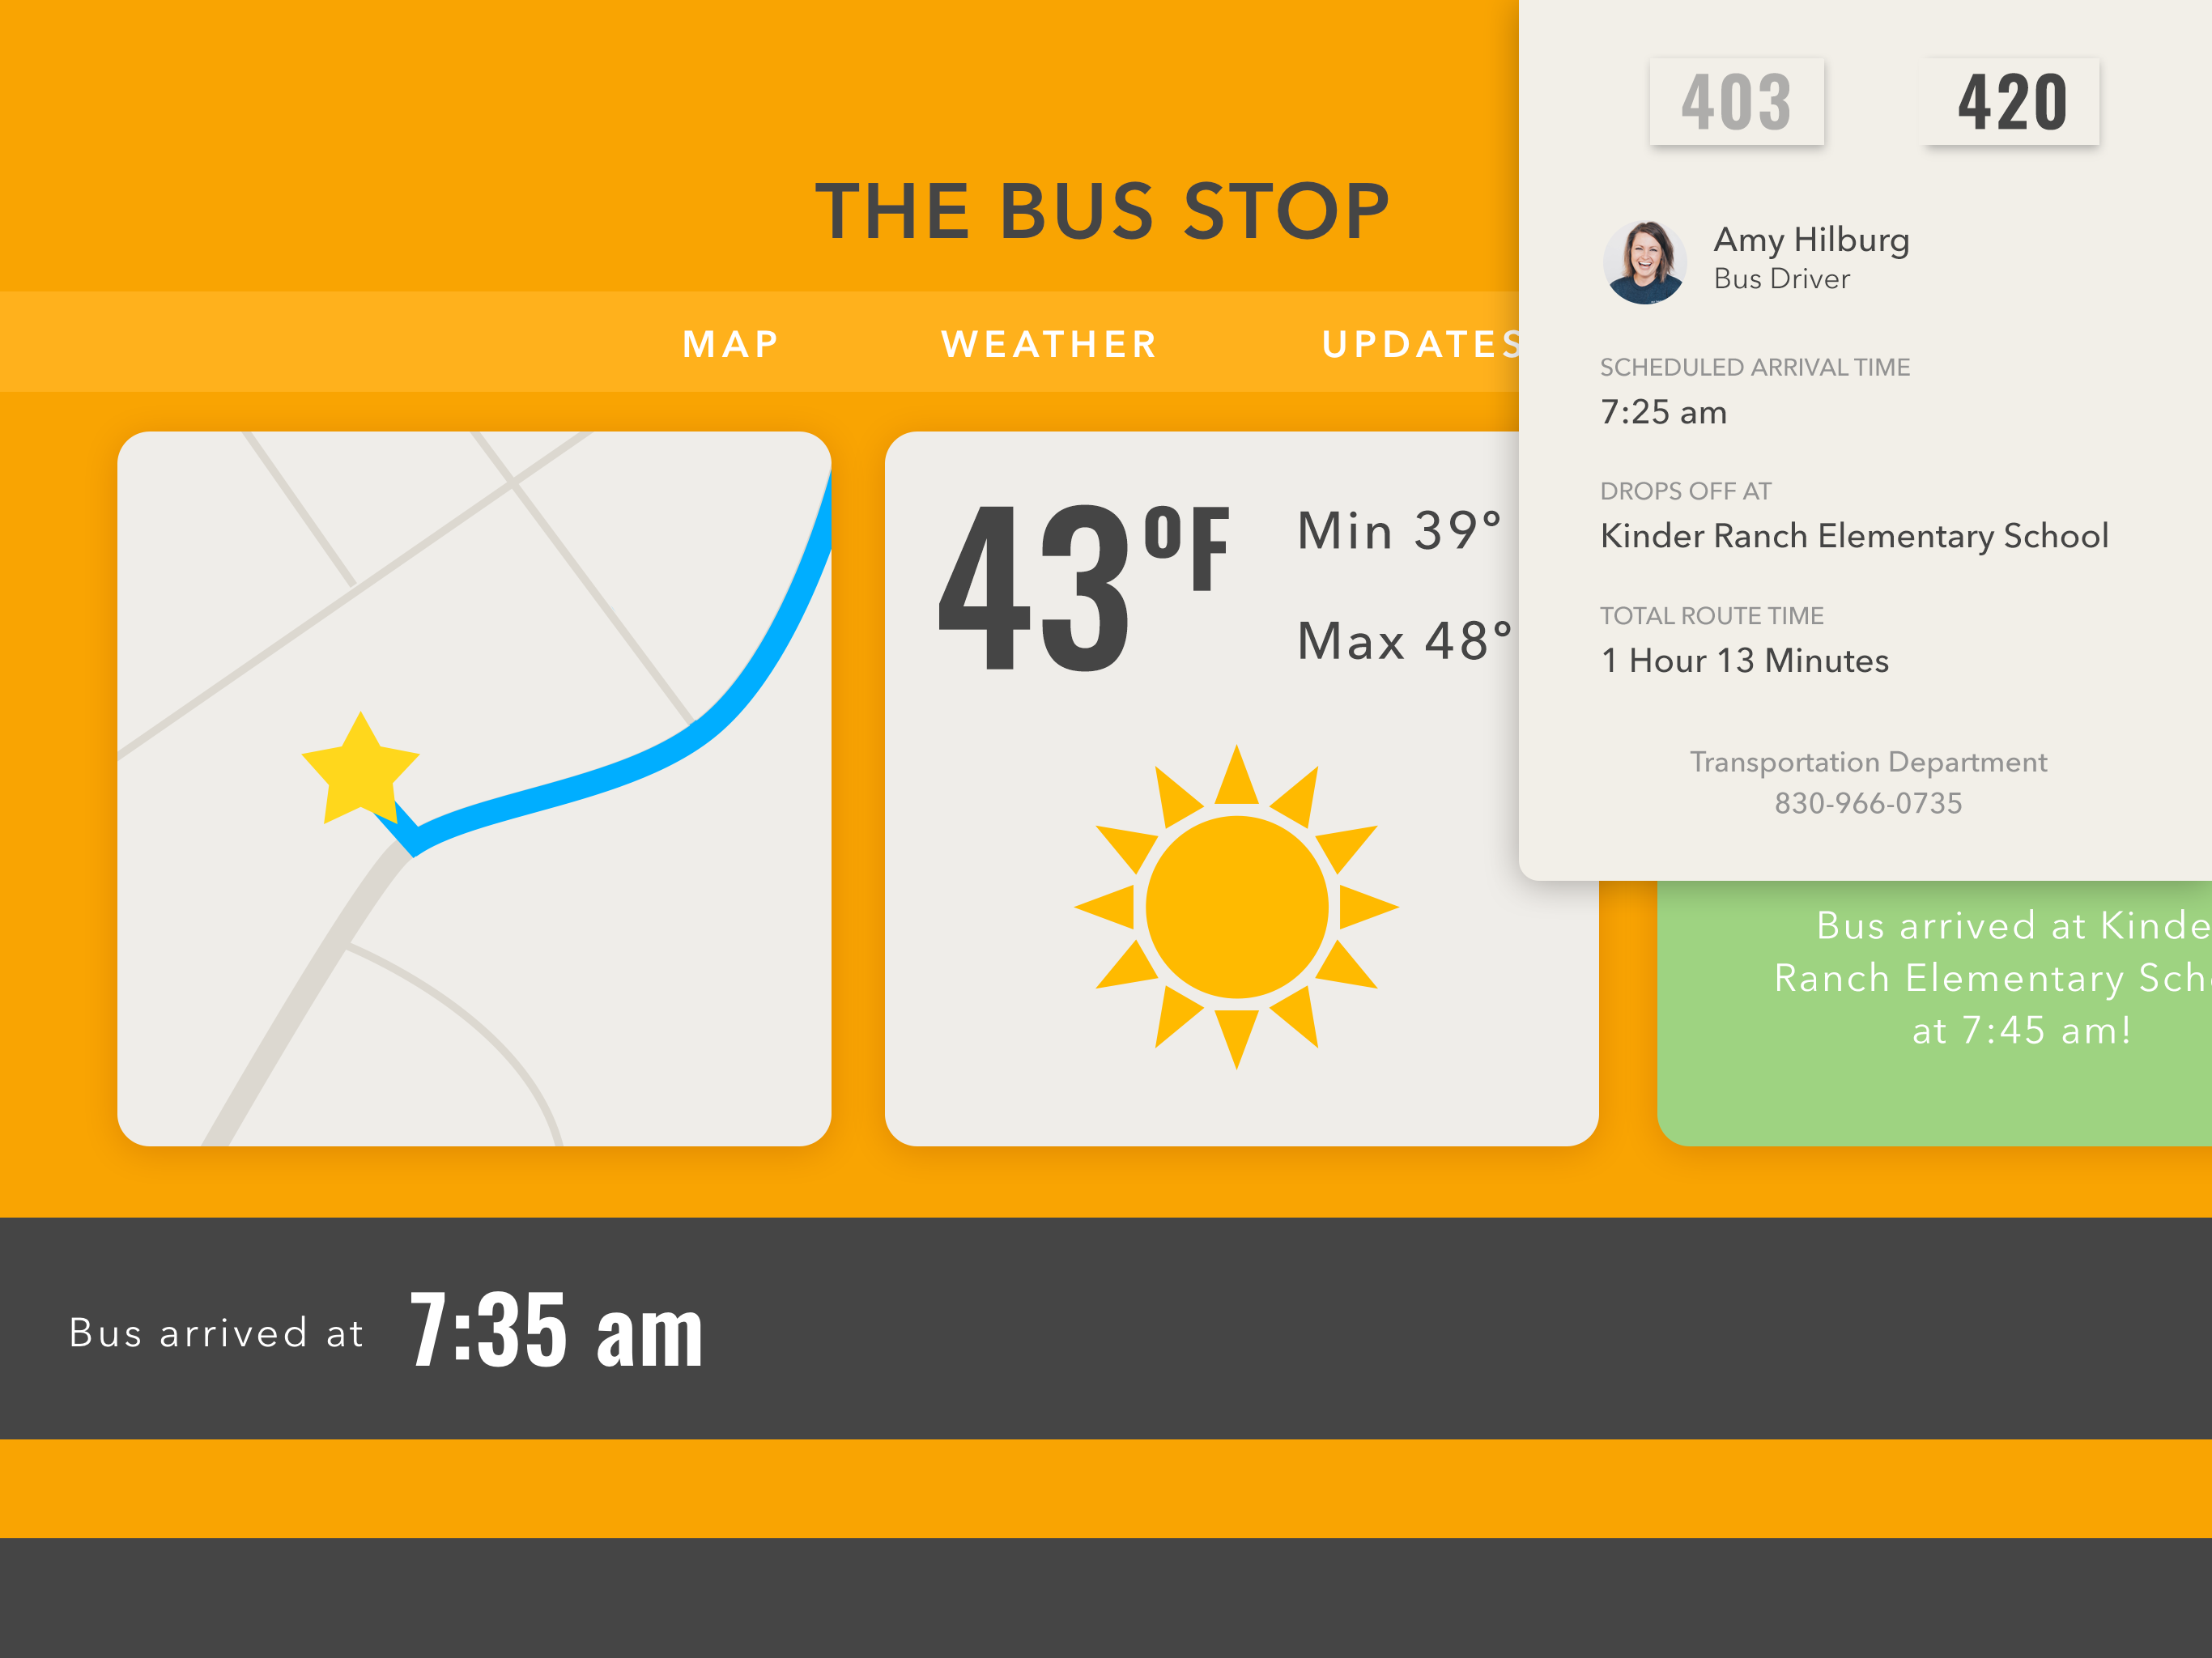 THE BUS STOP
MAP
WEATHER
UPDATES
43°F
Min 39°
Max 48°
403
420
Amy Hilburg
Bus Driver
SCHEDULED ARRIVAL TIME
7:25 am
DROPS OFF AT
Kinder Ranch Elementary School
TOTAL ROUTE TIME
1 Hour 13 Minutes
Transportation Department
830-966-0735
Bus arrived at Kinde
Ranch Elementary Sch
at 7:45 am!
Bus arrived at 7:35 am